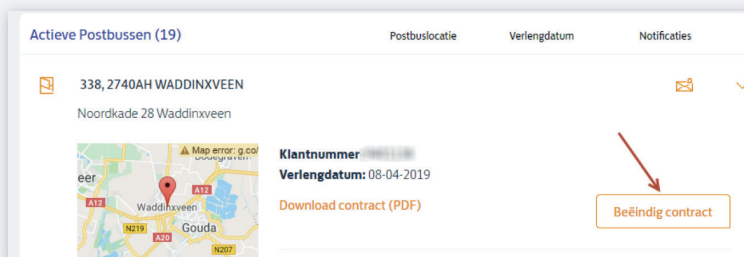 Actieve Postbussen (19) Postbuslocatie Verlengdatum Notificaties
338, 2740AH WADDINXVEEN
Noordkade 28 Waddinxveen
Map error: g.co/
Bodegraven
Klantnummer
eer
A12
Verlengdatum: 08-04-2019
A12
Waddinxveen
Download contract (PDF)
Beëindig contract
N219
Gouda
A20
N207